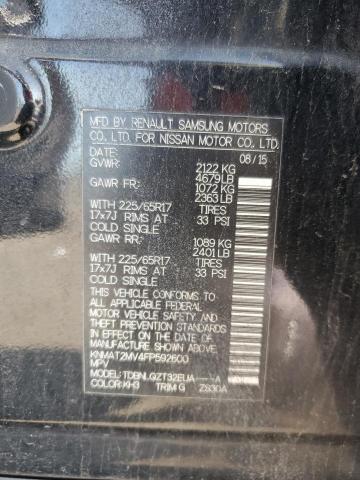 MFD BY RENAULT SAMSUNG MOTORS
CO. LTD. FOR NISSAN MOTOR CO. LTD.
DATE: 08/15
GVWR: 2122 KG
4679 LB
GAWR FR: 1072 KG
2363 LB
WITH 225/65R17 TIRES
17x7J RIMS AT 33 PSI
COLD SINGLE
GAWR RR: 1089 KG
2401 LB
WITH 225/65R17 TIRES
17x7J RIMS AT 33 PSI
COLD SINGLE
THIS VEHICLE CONFORMS TO
ALL APPLICABLE FEDERAL
MOTOR VEHICLE SAFETY AND
THEFT PREVENTION
STANDARDS IN EFFECT ON
THE DATE OF
MANUFACTURE SHOWN ABOVE
KNMAT2MV4FP592600
MPV
MODEL: TDBNLQZT32EUA----A
COLOR: KH3 TRIM: G ZS30A